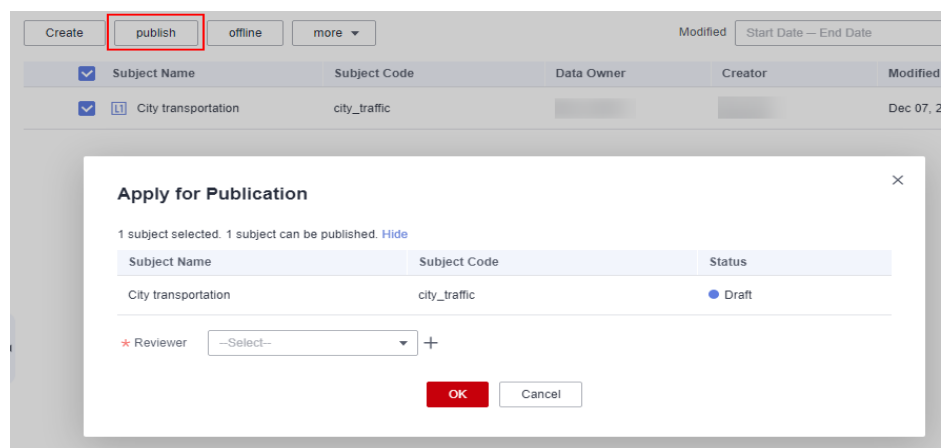 Create publish offline more Modified Start Date — End Date
Subject Name Subject Code Data Owner Creator Modified
L1 City transportation city_traffic Dec 07, 2
Apply for Publication
1 subject selected. 1 subject can be published. Hide
Subject Name Subject Code Status
City transportation city_traffic Draft
* Reviewer --Select-- +
OK Cancel